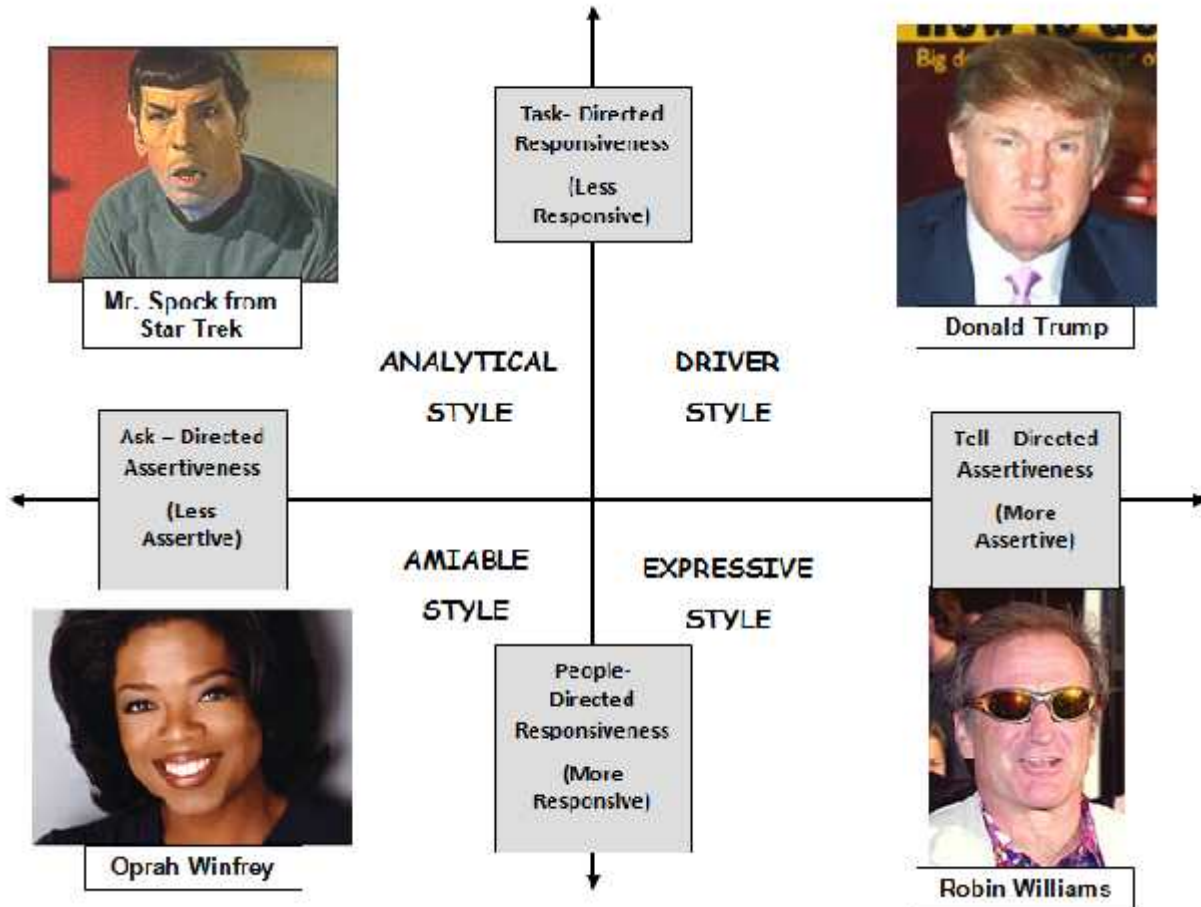 Task- Directed
Responsiveness
(Less
Responsive)
Big
Mr. Spock from
Star Trek
Donald Trump
ANALYTICAL
STYLE
DRIVER
STYLE
Ask – Directed
Assertiveness
(Less
Assertive)
Tell Directed
Assertiveness
(More
Assertive)
AMIABLE
STYLE
EXPRESSIVE
STYLE
People-
Directed
Responsiveness
(More
Responsive)
Oprah Winfrey
Robin Williams